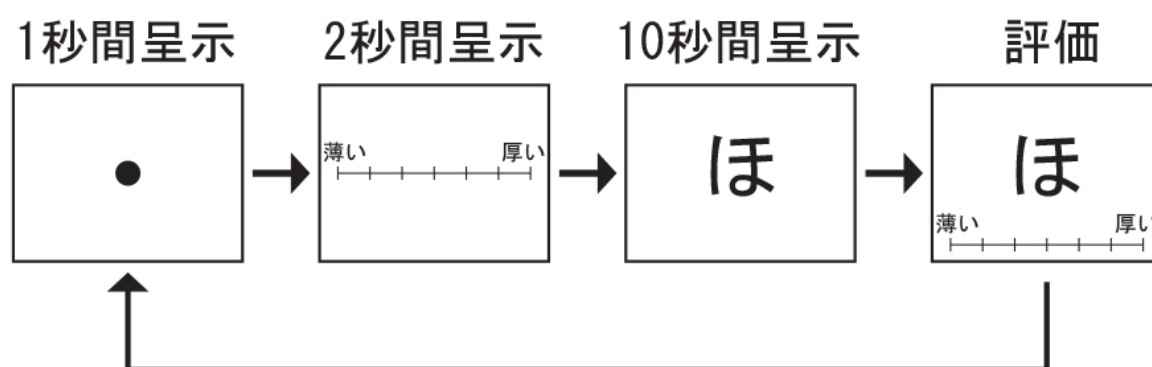 1秒間呈示
2秒間呈示
10秒間呈示
評価
薄い 厚い
ほ
ほ
薄い 厚い